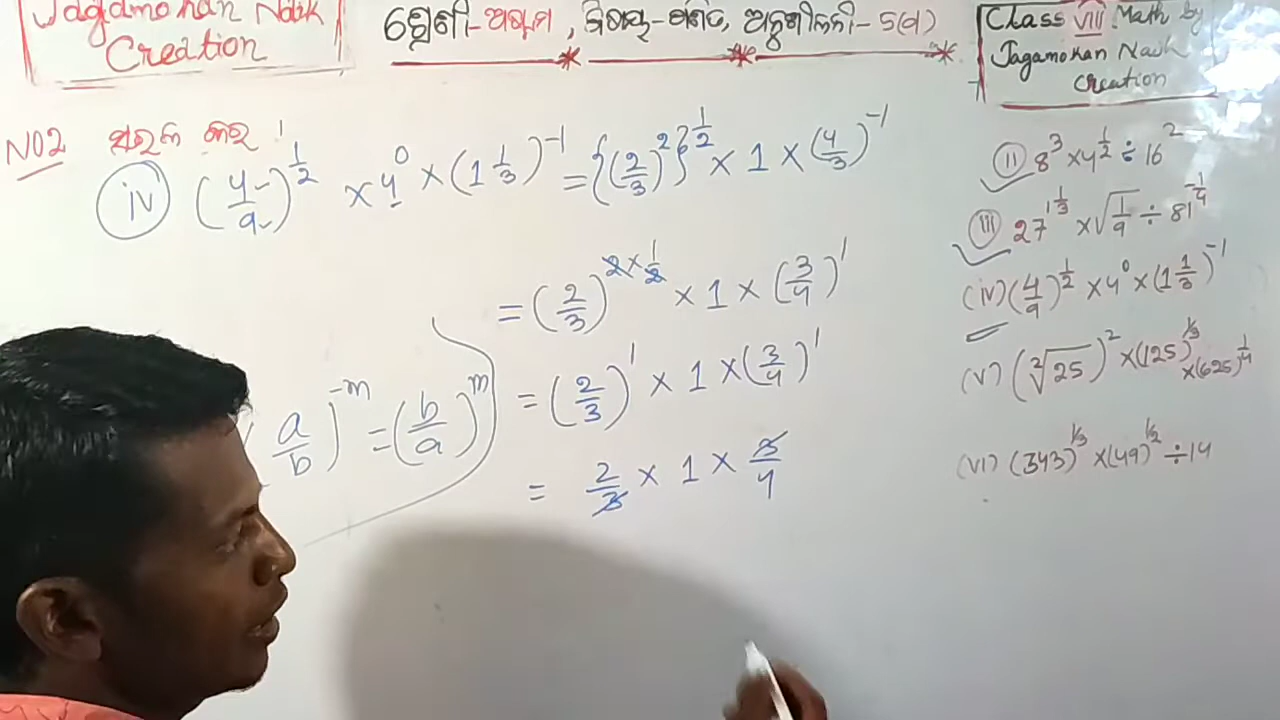 Jagamohan Naik
Creation
ଶ୍ରେଣୀ-ଅଷ୍ଟମ, ବିଷୟ-ଗଣିତ, ଅନୁଶୀଳନୀ-5(a)
Class VIII Math by
Jagamohan Naik
Creation
NO2 ସରଳ କର !
(iv) (4/9)^{1/2} × 4^0 × (1 1/3)^{-1} = {(2/3)^2}^{1/2} × 1 × (4/3)^{-1}
= (2/3)^{2×1/2} × 1 × (3/4)^1
= (2/3)^1 × 1 × (3/4)^1
= 2/3 × 1 × 3/4
(a/b)^{-m} = (b/a)^m
(ii) 8^3 × 4^{1/2} ÷ 16^2
(iii) 27^{1/3} × √(1/9) ÷ 81^{-1/4}
(iv) (4/9)^{1/2} × 4^0 × (1 1/3)^{-1}
(v) (∛25)^2 × (125)^{1/3} × (625)^{1/4}
(vi) (343)^{1/3} × (49)^{1/2} ÷ 14